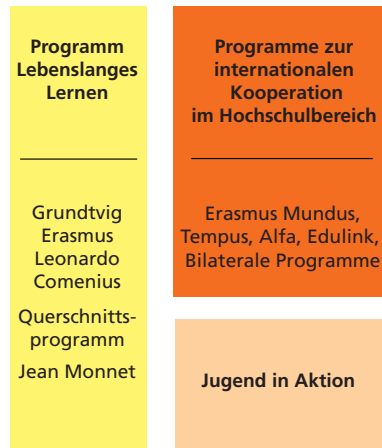 Programm
Lebenslanges
Lernen
Grundtvig
Erasmus
Leonardo
Comenius
Querschnitts-
programm
Jean Monnet
Programme zur
internationalen
Kooperation
im Hochschulbereich
Erasmus Mundus,
Tempus, Alfa, Edulink,
Bilaterale Programme
Jugend in Aktion